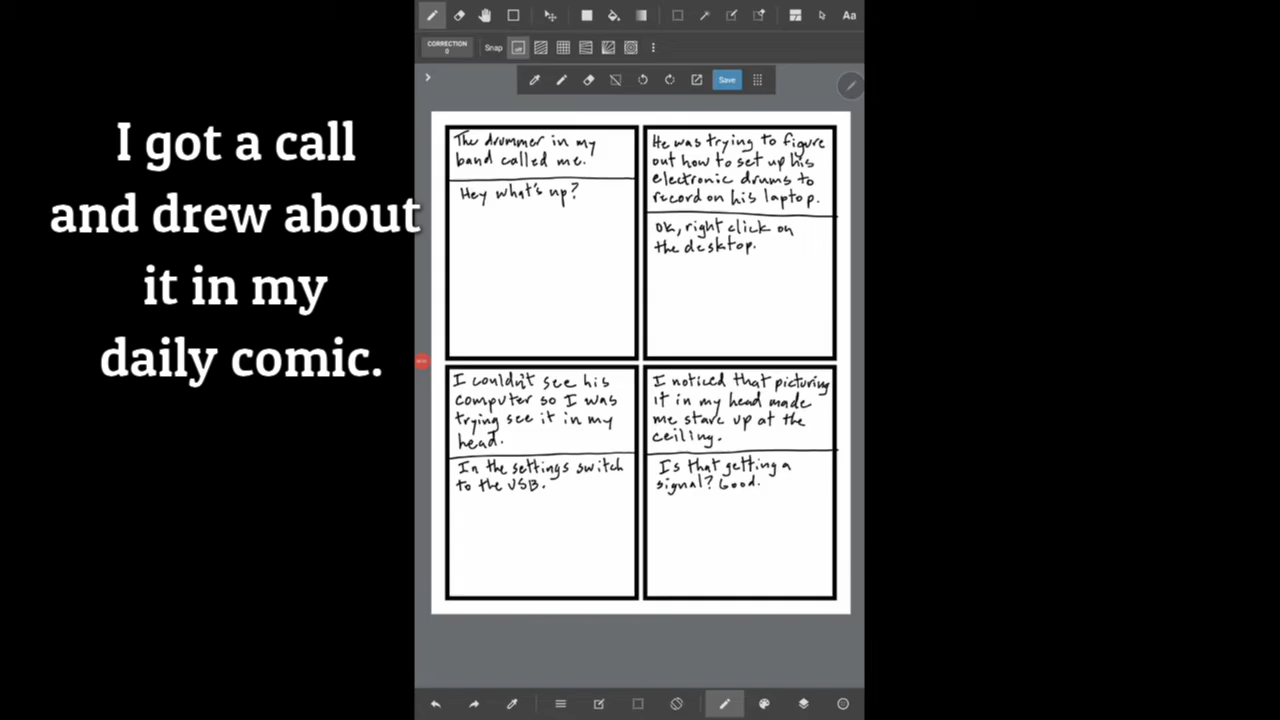 I got a call
and drew about
it in my
daily comic.
CORRECTION
0
Snap
off
Aa
Save
The drummer in my
band called me.
Hey what's up?
He was trying to figure
out how to set up his
electronic drums to
record on his laptop.
Ok, right click on
the desktop.
I couldn't see his
computer so I was
trying see it in my
head.
In the settings switch
to the USB.
I noticed that picturing
it in my head made
me stare up at the
ceiling.
Is that getting a
signal? Good.